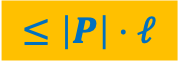 ≤ |𝑷| · ℓ